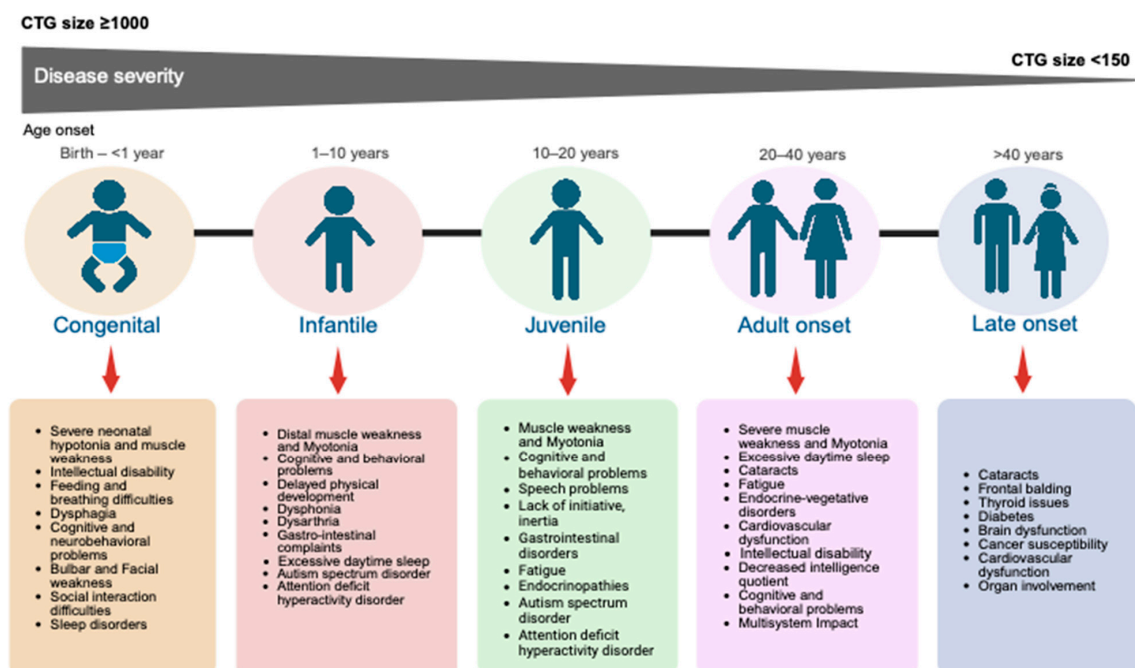 CTG size ≥1000
CTG size <150
Disease severity
Age onset
Birth – <1 year
1–10 years
10–20 years
20–40 years
>40 years
Congenital
Infantile
Juvenile
Adult onset
Late onset
• Severe neonatal
hypotonia and muscle
weakness
• Intellectual disability
• Feeding and
breathing difficulties
• Dysphagia
• Cognitive and
neurobehavioral
problems
• Bulbar and Facial
weakness
• Social interaction
difficulties
• Sleep disorders
• Distal muscle weakness
and Myotonia
• Cognitive and behavioral
problems
• Delayed physical
development
• Dysphonia
• Dysarthria
• Gastro-intestinal
complaints
• Excessive daytime sleep
• Autism spectrum disorder
• Attention deficit
hyperactivity disorder
• Muscle weakness
and Myotonia
• Cognitive and
behavioral problems
• Speech problems
• Lack of initiative,
inertia
• Gastrointestinal
disorders
• Fatigue
• Endocrinopathies
• Autism spectrum
disorder
• Attention deficit
hyperactivity disorder
• Severe muscle
weakness and Myotonia
• Excessive daytime sleep
• Cataracts
• Fatigue
• Endocrine-vegetative
disorders
• Cardiovascular
dysfunction
• Intellectual disability
• Decreased intelligence
quotient
• Cognitive and
behavioral problems
• Multisystem Impact
• Cataracts
• Frontal balding
• Thyroid issues
• Diabetes
• Brain dysfunction
• Cancer susceptibility
• Cardiovascular
dysfunction
• Organ involvement